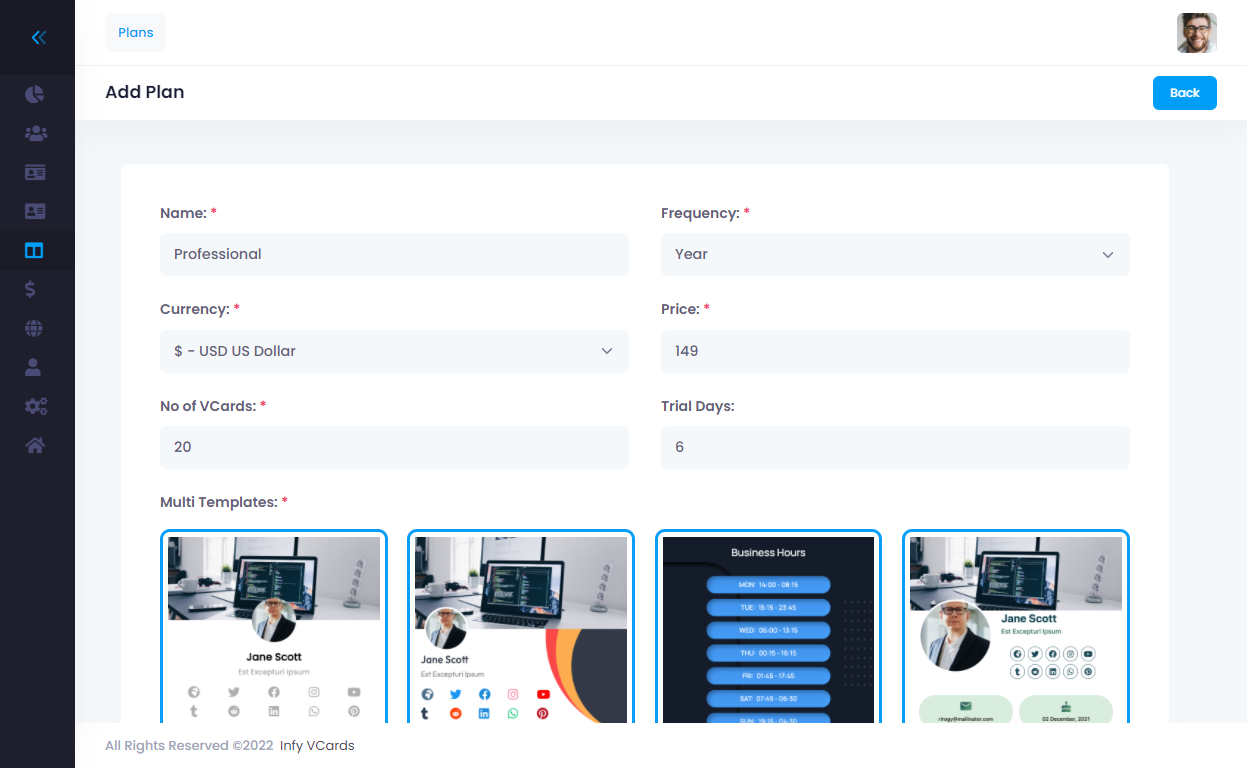 Plans
Add Plan
Back
Name: *
Frequency: *
Professional
Year
Currency: *
Price: *
$ - USD US Dollar
149
No of VCards: *
Trial Days:
20
6
Multi Templates: *
Jane Scott
Est Excepturi Ipsum
Jane Scott
Est Excepturi Ipsum
Business Hours
MON: 14:00 - 08:15
TUE: 15:15 - 23:45
WED: 06:00 - 13:15
THU: 00:15 - 16:15
FRI: 01:45 - 17:45
SAT: 07:45 - 06:30
SUN: 19:15 - 04:30
Jane Scott
Est Excepturi Ipsum
rirogy@mailinator.com
02 December, 2021
All Rights Reserved ©2022 Infy VCards